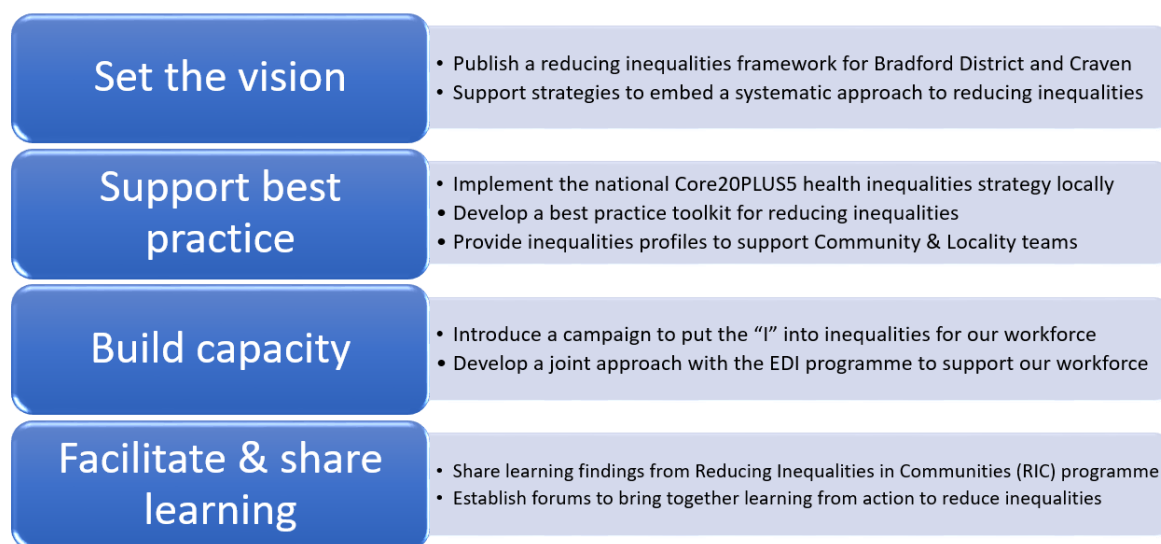 Set the vision
• Publish a reducing inequalities framework for Bradford District and Craven
• Support strategies to embed a systematic approach to reducing inequalities
Support best
practice
• Implement the national Core20PLUS5 health inequalities strategy locally
• Develop a best practice toolkit for reducing inequalities
• Provide inequalities profiles to support Community & Locality teams
Build capacity
• Introduce a campaign to put the “I” into inequalities for our workforce
• Develop a joint approach with the EDI programme to support our workforce
Facilitate & share
learning
• Share learning findings from Reducing Inequalities in Communities (RIC) programme
• Establish forums to bring together learning from action to reduce inequalities